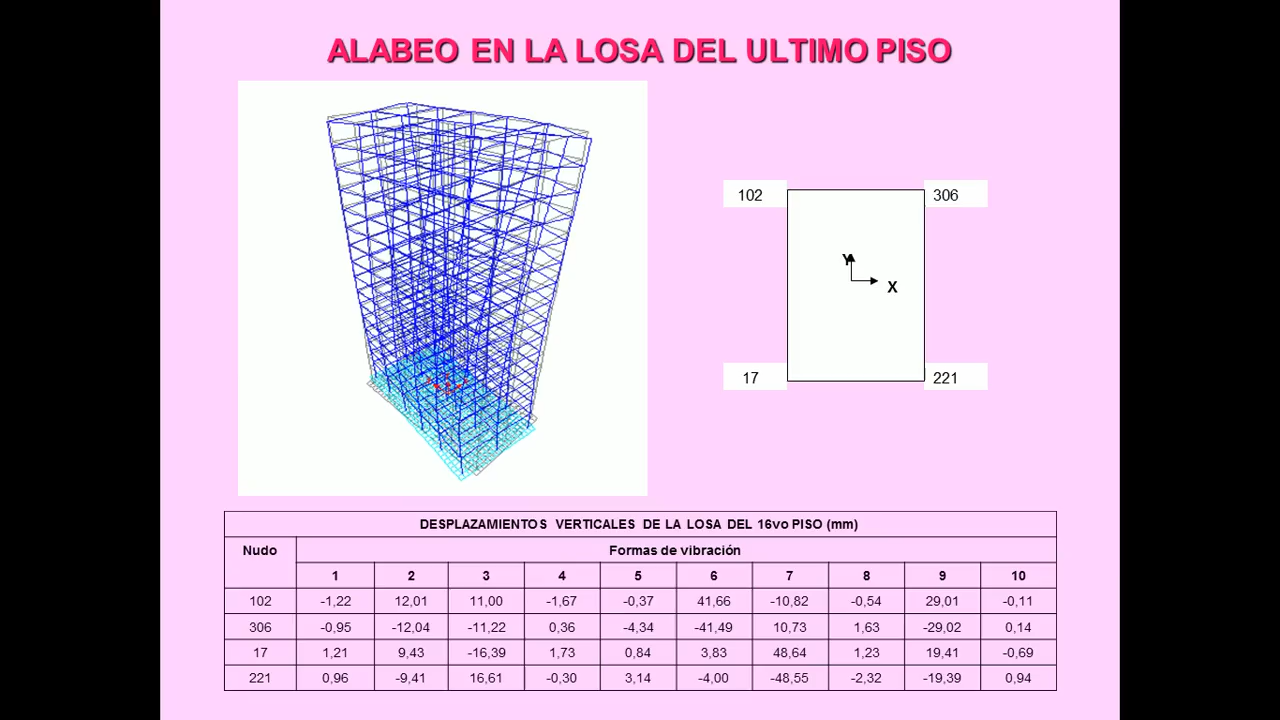 ALABEO EN LA LOSA DEL ULTIMO PISO
102 306
Y
X
17 221
DESPLAZAMIENTOS VERTICALES DE LA LOSA DEL 16vo PISO (mm)
Nudo Formas de vibración
1 2 3 4 5 6 7 8 9 10
102 -1,22 12,01 11,00 -1,67 -0,37 41,66 -10,82 -0,54 29,01 -0,11
306 -0,95 -12,04 -11,22 0,36 -4,34 -41,49 10,73 1,63 -29,02 0,14
17 1,21 9,43 -16,39 1,73 0,84 3,83 48,64 1,23 19,41 -0,69
221 0,96 -9,41 16,61 -0,30 3,14 -4,00 -48,55 -2,32 -19,39 0,94